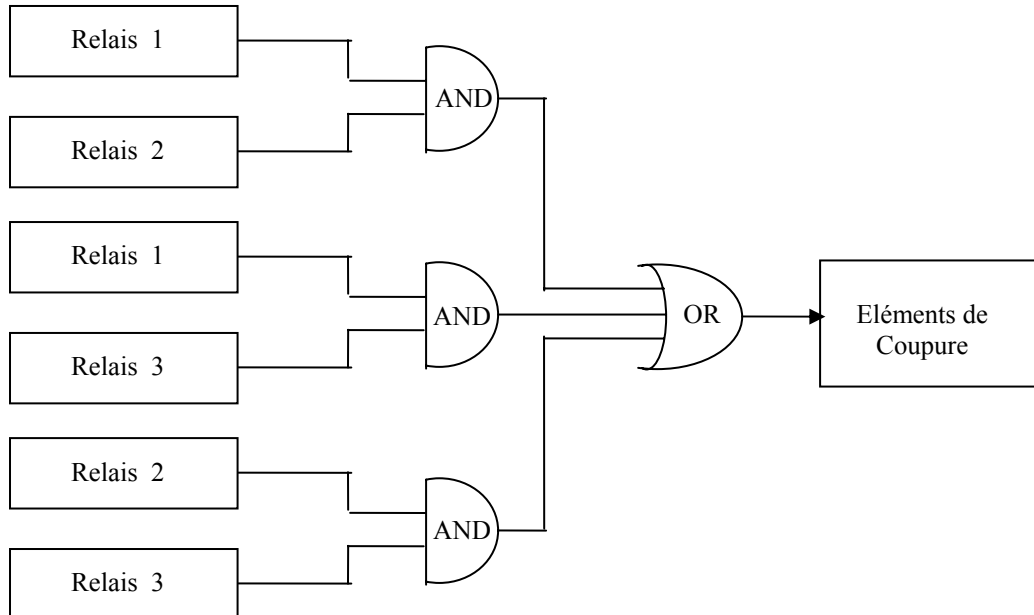 Relais 1
AND
Relais 2
Relais 1
AND
OR
Eléments de
Coupure
Relais 3
Relais 2
AND
Relais 3